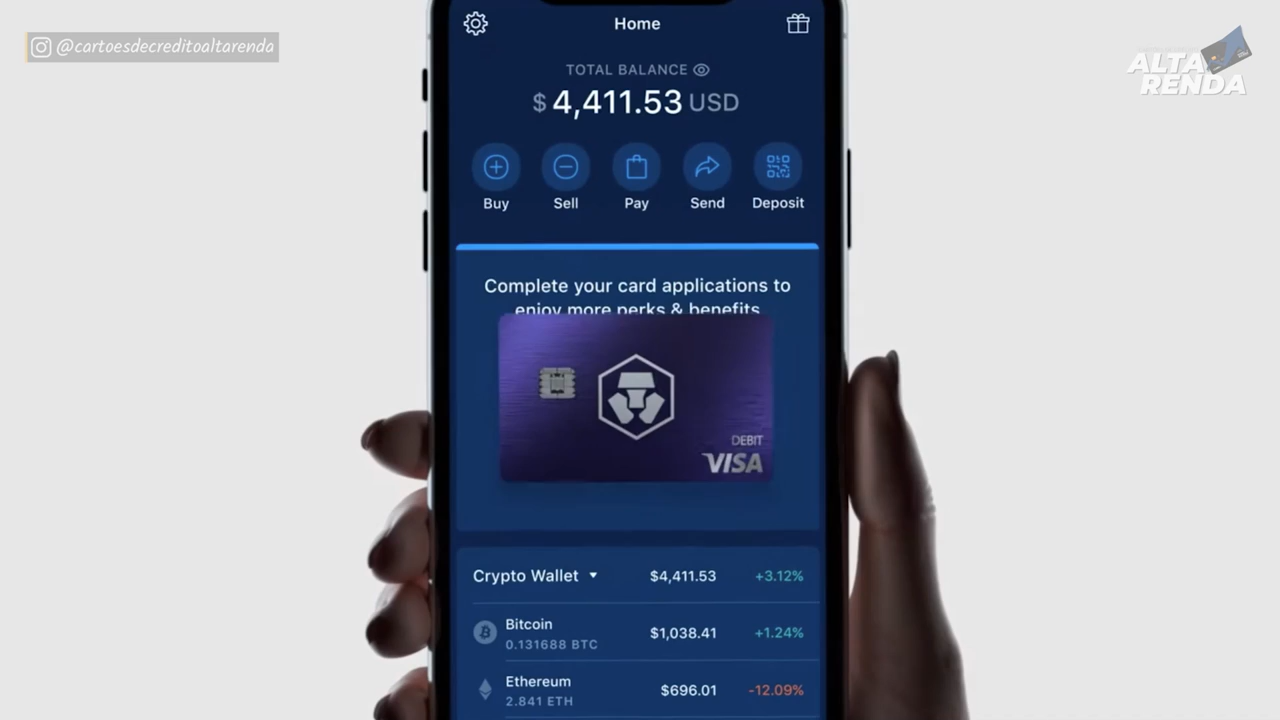 @cartoesdecreditoaltarenda
ALTA
RENDA
Home
TOTAL BALANCE
$ 4,411.53 USD
Buy
Sell
Pay
Send
Deposit
Complete your card applications to
enjoy more perks & benefits
DEBIT
VISA
Crypto Wallet
$4,411.53
+3.12%
Bitcoin
$1,038.41
+1.24%
0.131688 BTC
Ethereum
$696.01
-12.09%
2.841 ETH